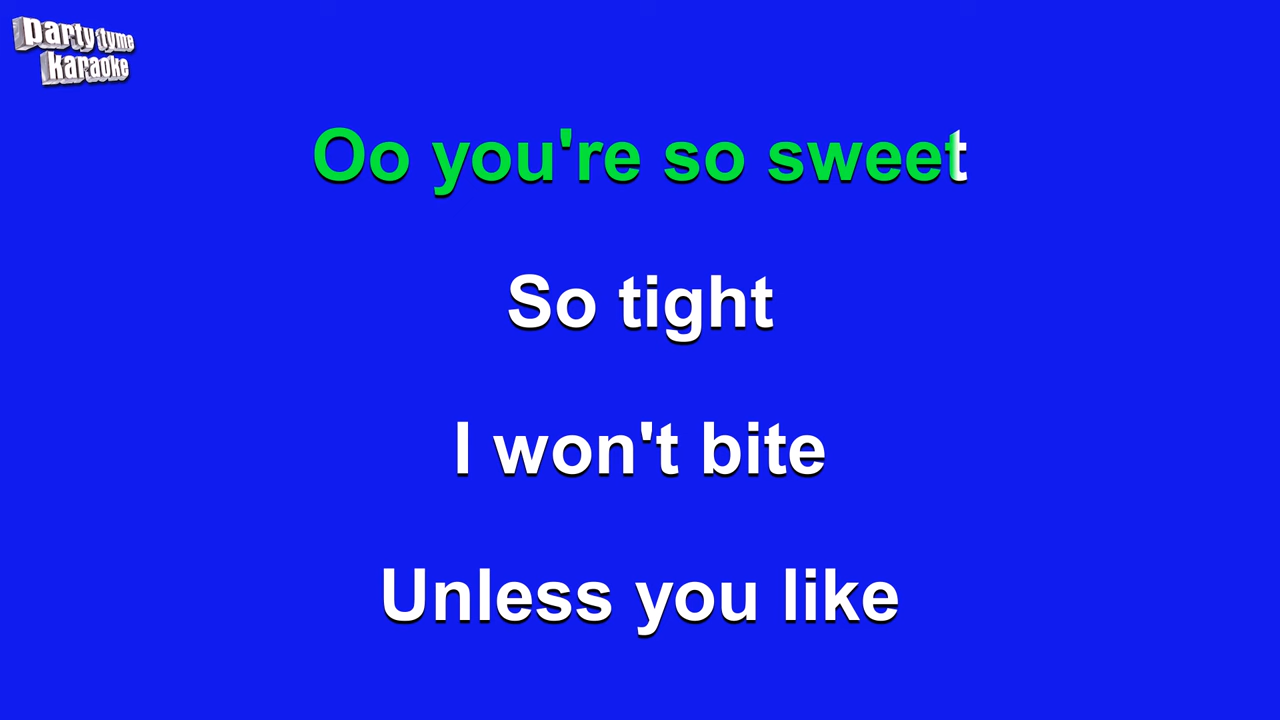 party tyme
karaoke
Oo you're so sweet
So tight
I won't bite
Unless you like